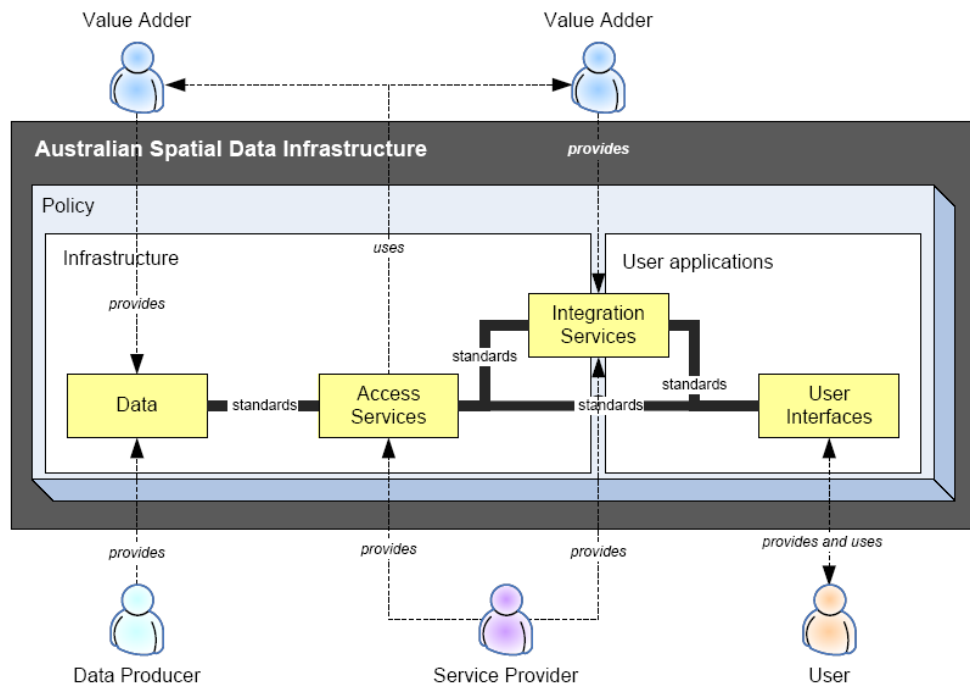 Value Adder
Value Adder
Australian Spatial Data Infrastructure
provides
Policy
Infrastructure
uses
User applications
provides
Integration
Services
standards
standards
Data
standards
Access
Services
standards
User
Interfaces
provides
provides
provides
provides and uses
Data Producer
Service Provider
User